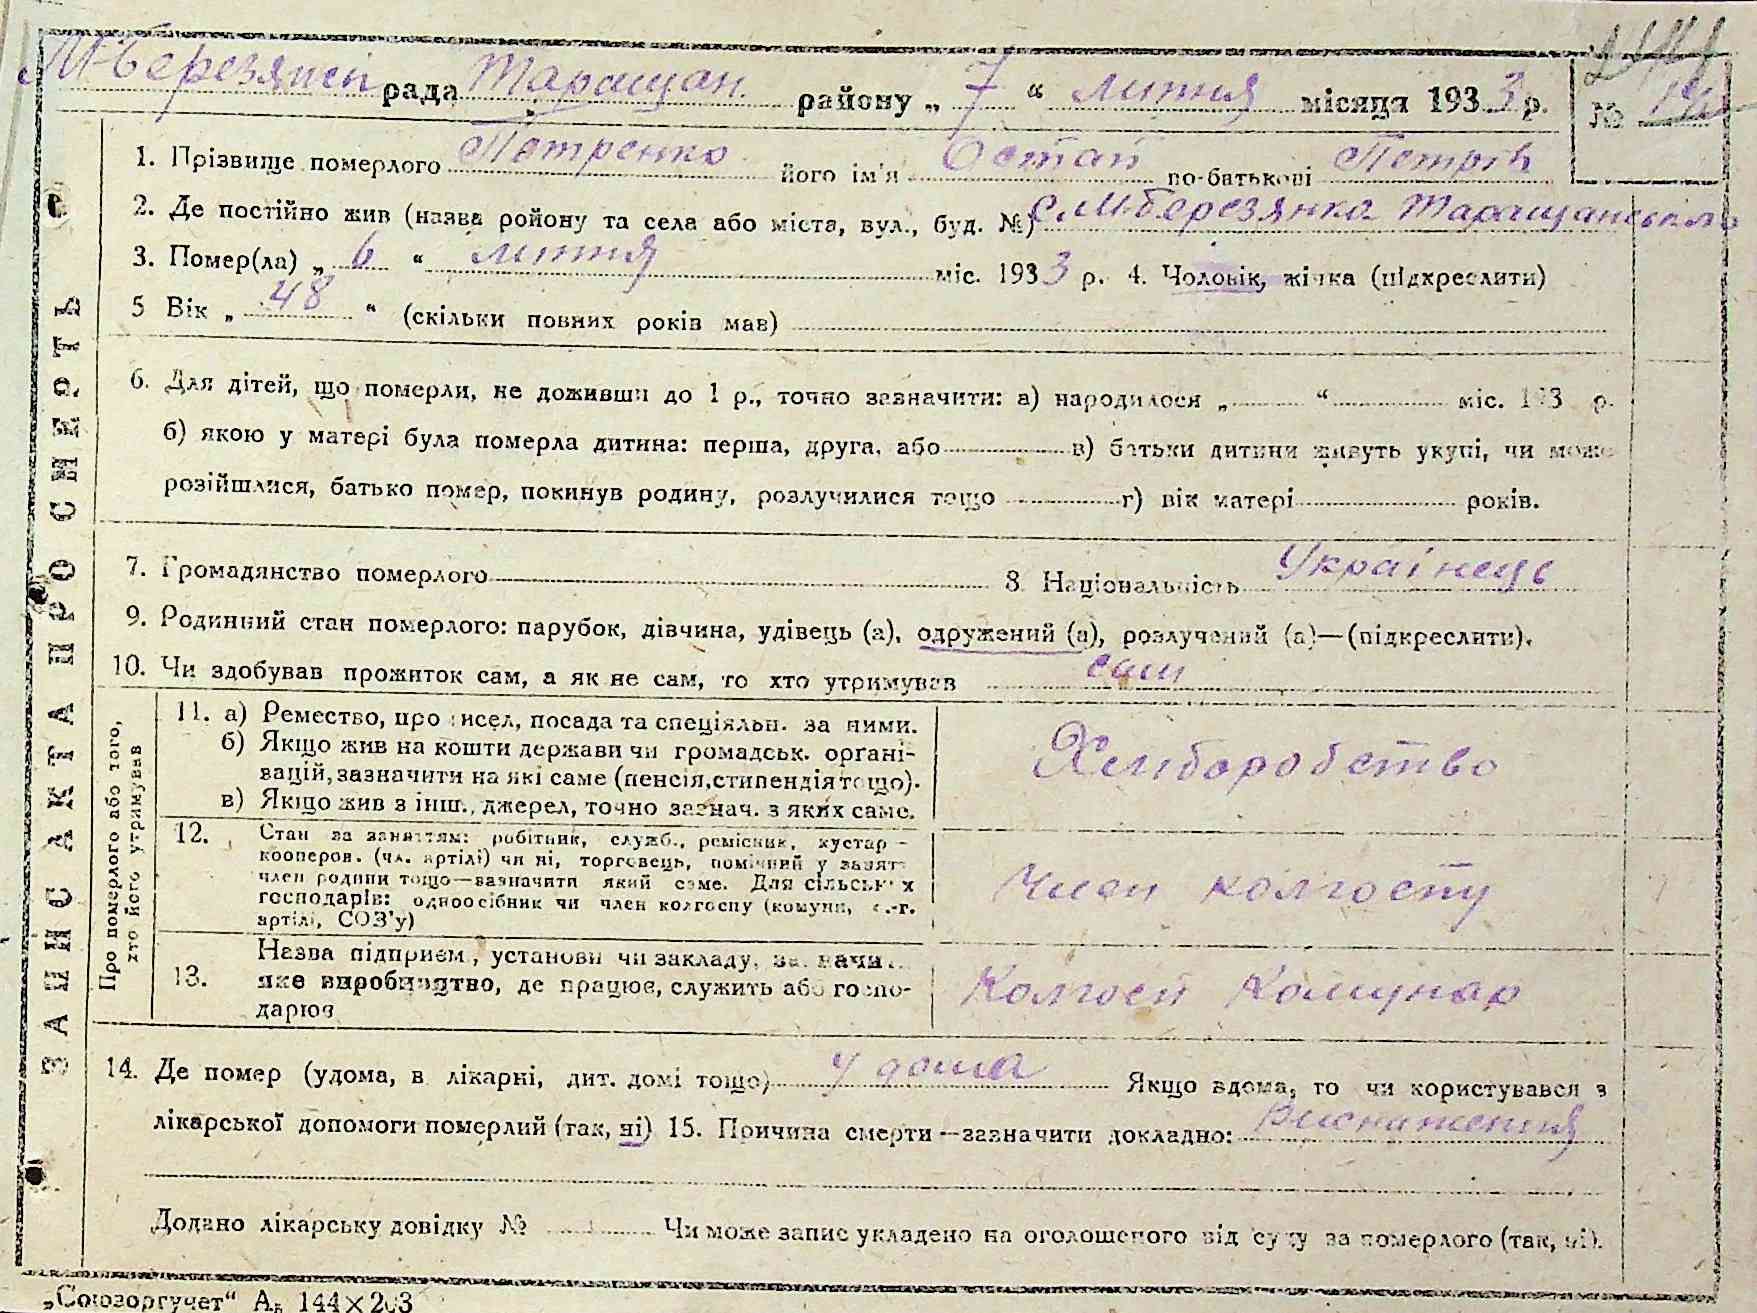 М-Березянсп рада Таращан. району „ 7 “ липня місяця 1933 р. №
1. Прізвище померлого Петренко його ім'я Остап по-батькові Петрів
2. Де постійно жив (назва ройону та села або міста, вул., буд. №) с М-березянка Таращанського
3. Помер(ла) „ 6 “ липня міс. 1933 р. 4. Чоловік, жінка (підкреслити)
5 Вік „ 48 “ (скільки повних років мав)
6. Для дітей, що померли, не доживши до 1 р., точно зазначити: а) народилося „ “ міс. 193 р.
б) якою у матері була померла дитина: перша, друга, або в) батьки дитини живуть укупі, чи може
розійшлися, батько помер, покинув родину, розлучилися тощо г) вік матері років.
7. Громадянство померлого 8. Національність Українець
9. Родинний стан померлого: парубок, дівчина, удівець (а), одружений (а), розлучений (а)—(підкреслити).
10. Чи здобував прожиток сам, а як не сам, то хто утримував сам
Про померлого або того, хто його утримував
11. а) Ремество, промисел, посада та спеціяльн. за ними.
б) Якщо жив на кошти держави чи громадськ. органі-
зацій, зазначити на які саме (пенсія, стипендія тощо).
в) Якщо жив з інш., джерел, точно зазнач. з яких саме.
Хліборобство
12. Стан за заняттям: робітник, служб., ремісник, кустар -
кооперов. (чл. артілі) чи ні, торговець, помічний у занят.
член родини тощо—зазначити який саме. Для сільських
господарів: одноосібник чи член колгоспу (комуни, с.-г.
артілі, СОЗ'у)
Член колгоспу
13. Назва підприєм., установи чи закладу, зазначи..
яке виробництво, де працює, служить або госпо-
дарює
Колгосп Комунар
14. Де помер (удома, в лікарні, дит. домі тощо) у дома Якщо вдома, то чи користувався з
лікарської допомоги померлий (так, ні) 15. Причина смерти—зазначити докладно: Виснаження
Додано лікарську довідку № Чи може запис укладено на оголошеного від суду за померлого (так, ні).
ЗАПИС АКТА ПРО СМЕРТЬ
„Союзоргучет“ А₅ 144×203